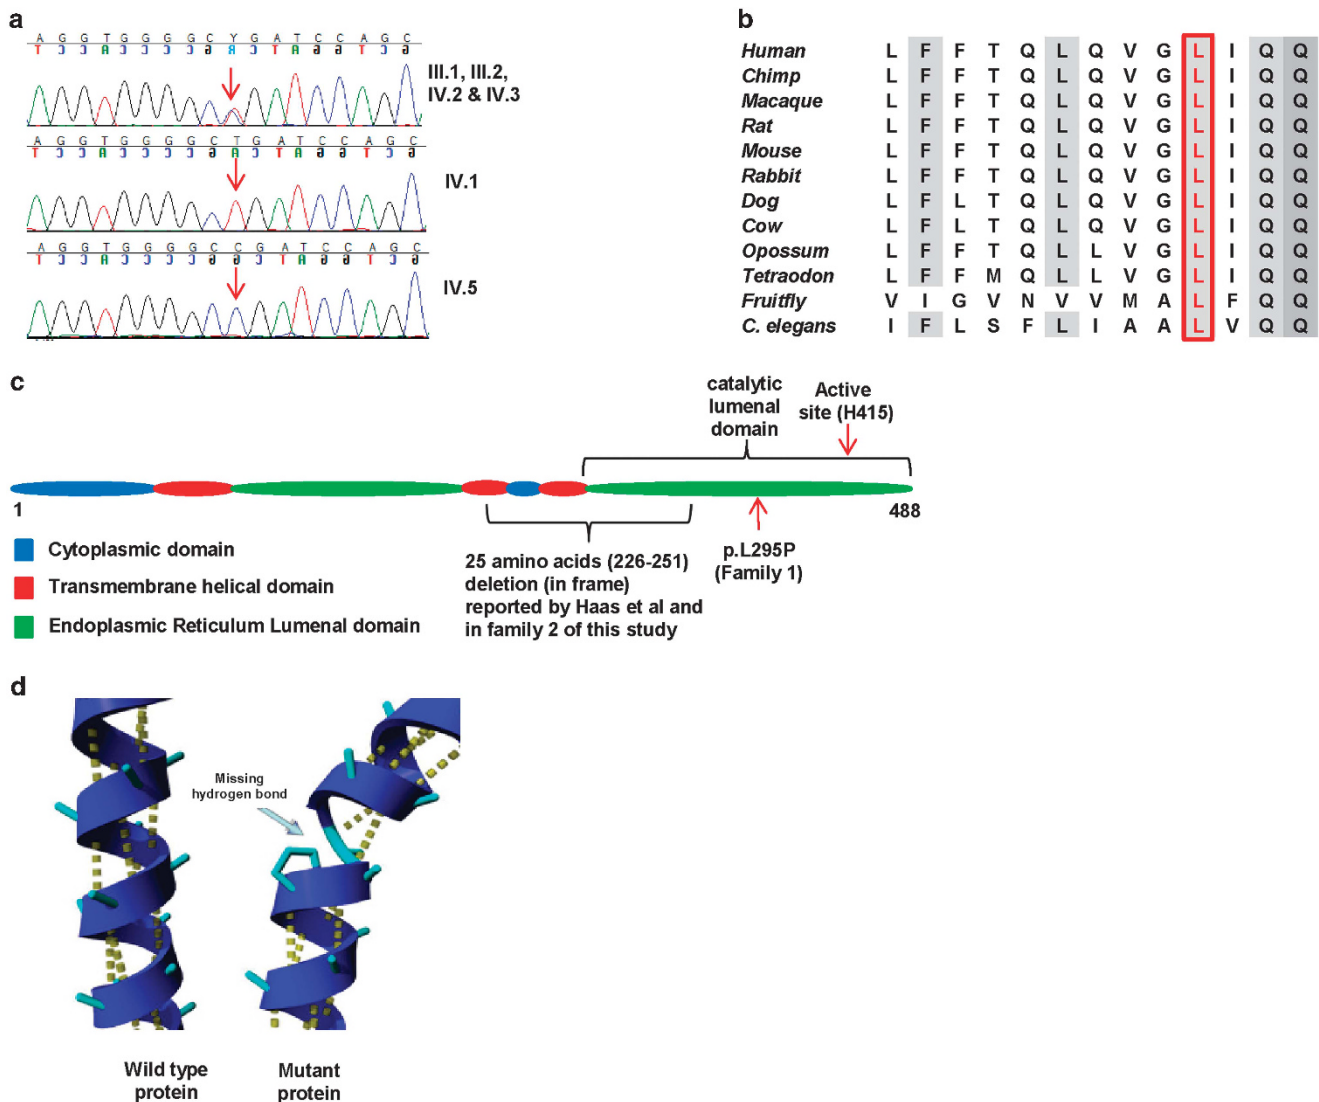 a
A G G T G G G G C Y G A T C C A G C
T C C A C C C C G R C T A G G T C G
III.1, III.2,
IV.2 & IV.3
A G G T G G G G C T G A T C C A G C
T C C A C C C C G A C T A G G T C G
IV.1
A G G T G G G G C C G A T C C A G C
T C C A C C C C G G C T A G G T C G
IV.5
b
Human L F F T Q L Q V G L I Q Q
Chimp L F F T Q L Q V G L I Q Q
Macaque L F F T Q L Q V G L I Q Q
Rat L F F T Q L Q V G L I Q Q
Mouse L F F T Q L Q V G L I Q Q
Rabbit L F L T Q L Q V G L I Q Q
Dog L F L T Q L Q V G L I Q Q
Cow L F L T Q L Q V G L I Q Q
Opossum L F F T Q L L V G L I Q Q
Tetraodon L F F M Q L L V G L I Q Q
Fruitfly V I G V N V V M A L F Q Q
C. elegans I F L S F L I A A L V Q Q
c
catalytic
lumenal
domain
Active
site (H415)
1
488
Cytoplasmic domain
Transmembrane helical domain
Endoplasmic Reticulum Lumenal domain
25 amino acids (226-251)
deletion (in frame)
reported by Haas et al and
in family 2 of this study
p.L295P
(Family 1)
d
Missing
hydrogen bond
Wild type
protein
Mutant
protein